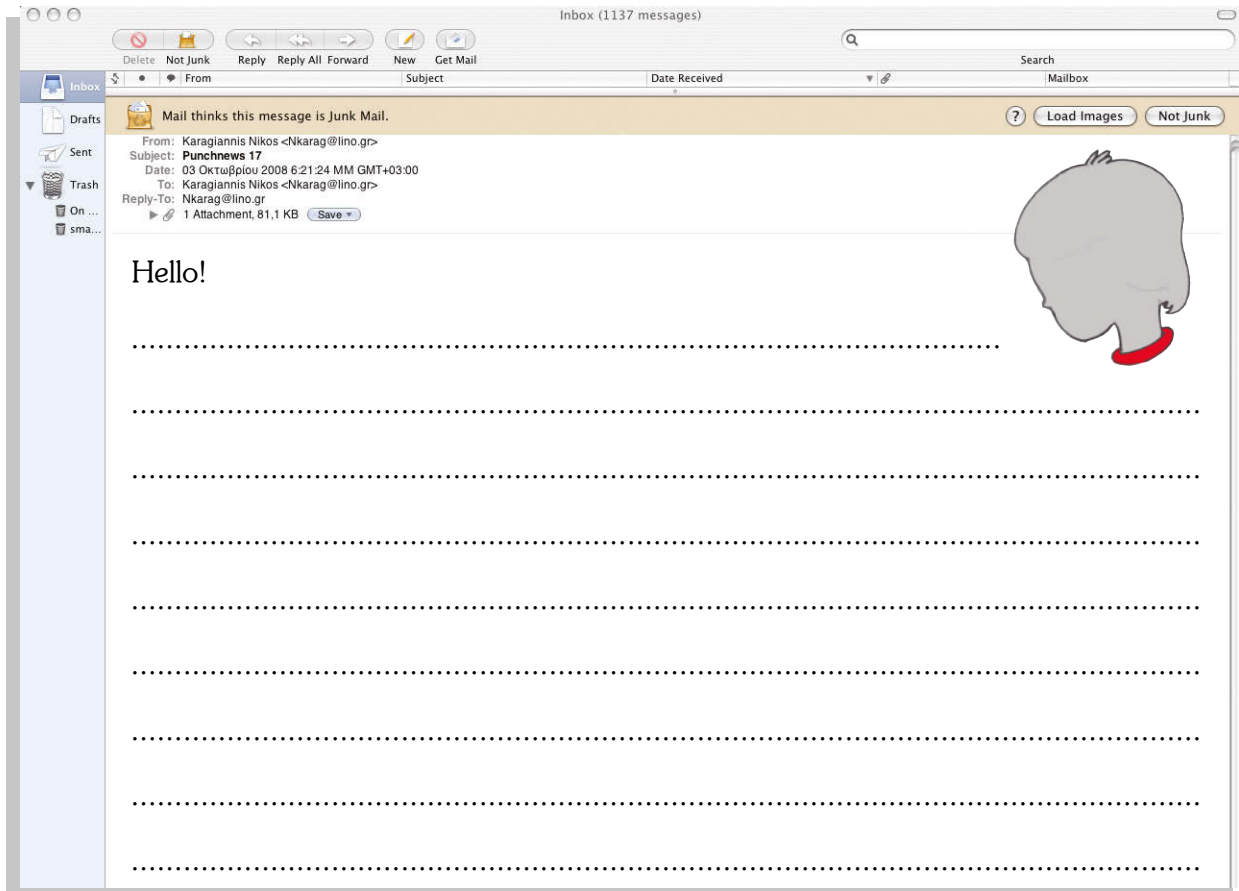 Inbox (1137 messages)
Delete Not Junk Reply Reply All Forward New Get Mail Search
From Subject Date Received Mailbox
Inbox
Drafts
Sent
Trash
On ...
sma...
Mail thinks this message is Junk Mail. ? Load Images Not Junk
From: Karagiannis Nikos <Nkarag@lino.gr>
Subject: Punchnews 17
Date: 03 Οκτωβρίου 2008 6:21:24 ΜΜ GMT+03:00
To: Karagiannis Nikos <Nkarag@lino.gr>
Reply-To: Nkarag@lino.gr
1 Attachment, 81,1 KB Save
Hello!